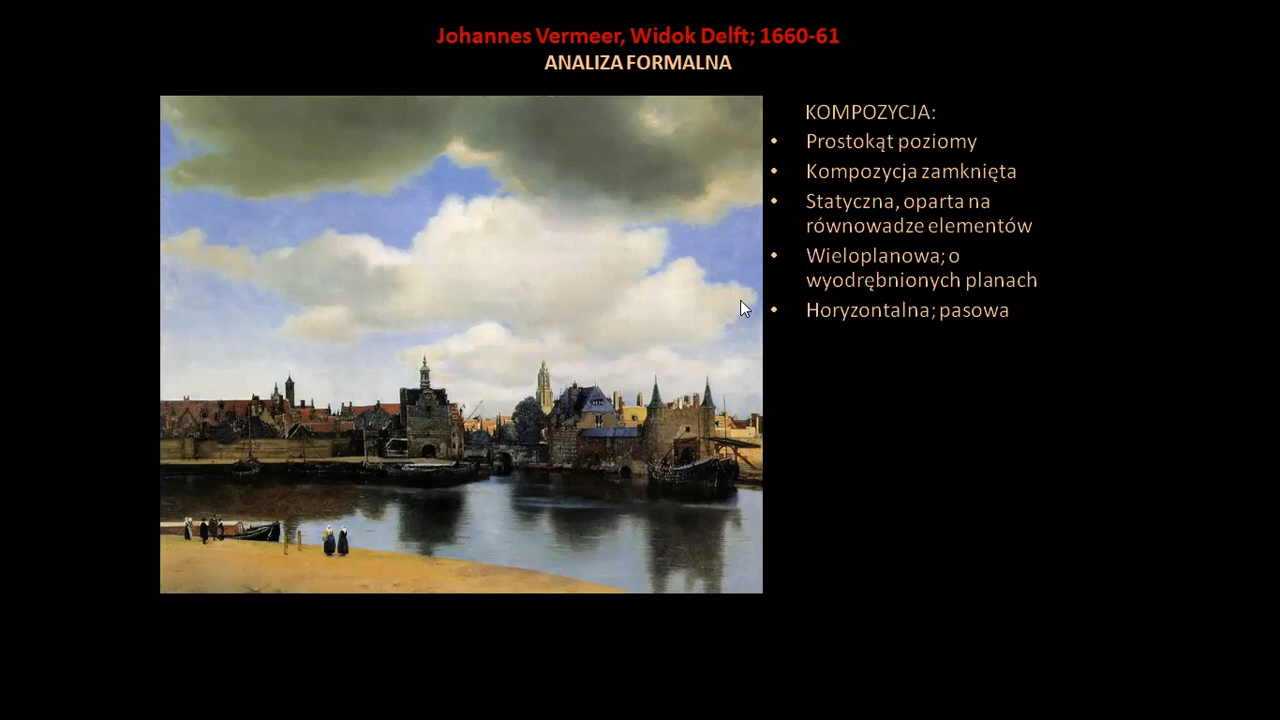 Johannes Vermeer, Widok Delft; 1660-61
ANALIZA FORMALNA
KOMPOZYCJA:
• Prostokąt poziomy
• Kompozycja zamknięta
• Statyczna, oparta na
równowadze elementów
• Wieloplanowa; o
wyodrębnionych planach
• Horyzontalna; pasowa